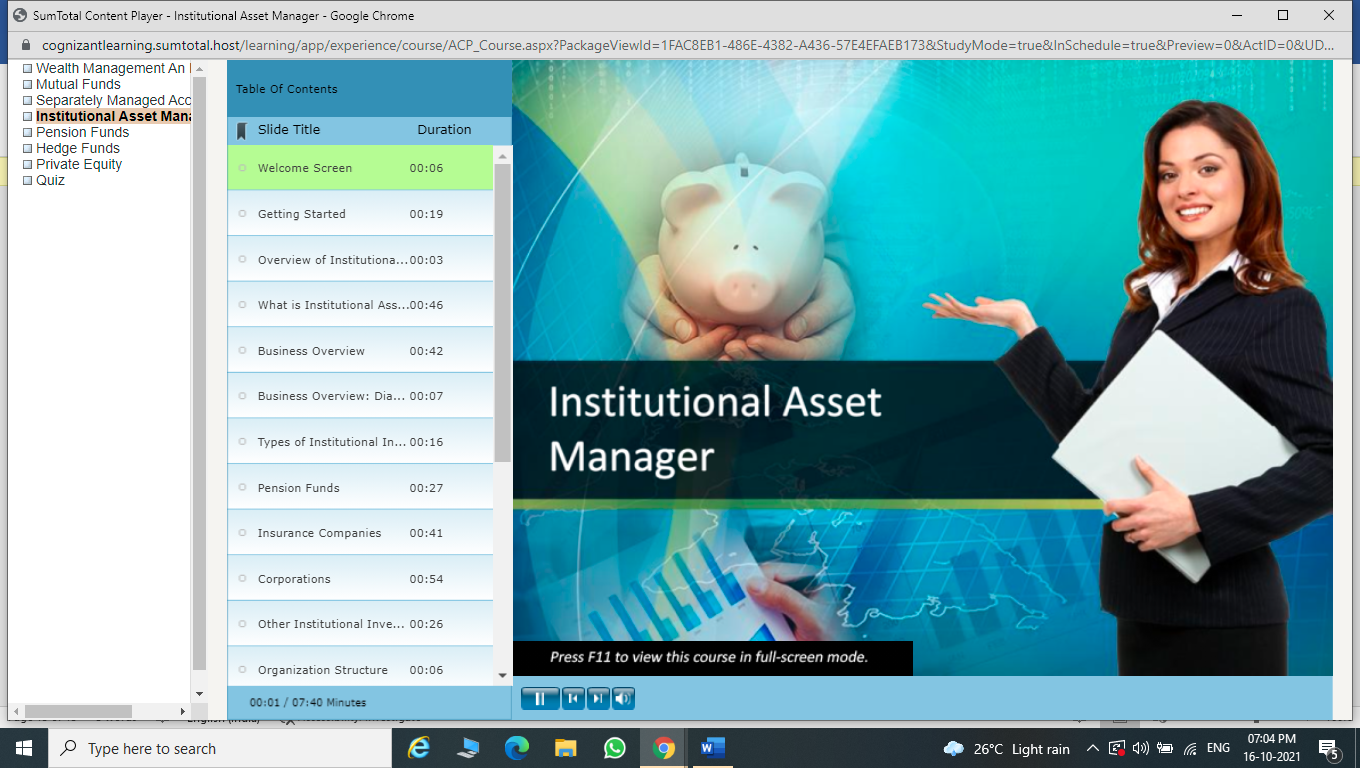 SumTotal Content Player - Institutional Asset Manager - Google Chrome
cognizantlearning.sumtotal.host/learning/app/experience/course/ACP_Course.aspx?PackageViewId=1FAC8EB1-486E-4382-A436-57E4EFAEB173&StudyMode=true&InSchedule=true&Preview=0&ActID=0&UD...
Wealth Management An
Mutual Funds
Separately Managed Acc
Institutional Asset Mana
Pension Funds
Hedge Funds
Private Equity
Quiz
Table Of Contents
Slide Title Duration
Welcome Screen 00:06
Getting Started 00:19
Overview of Institutiona...00:03
What is Institutional Ass...00:46
Business Overview 00:42
Business Overview: Dia... 00:07
Types of Institutional In... 00:16
Pension Funds 00:27
Insurance Companies 00:41
Corporations 00:54
Other Institutional Inve... 00:26
Organization Structure 00:06
00:01 / 07:40 Minutes
Institutional Asset
Manager
Press F11 to view this course in full-screen mode.
Type here to search
26°C Light rain
ENG
07:04 PM
16-10-2021
5